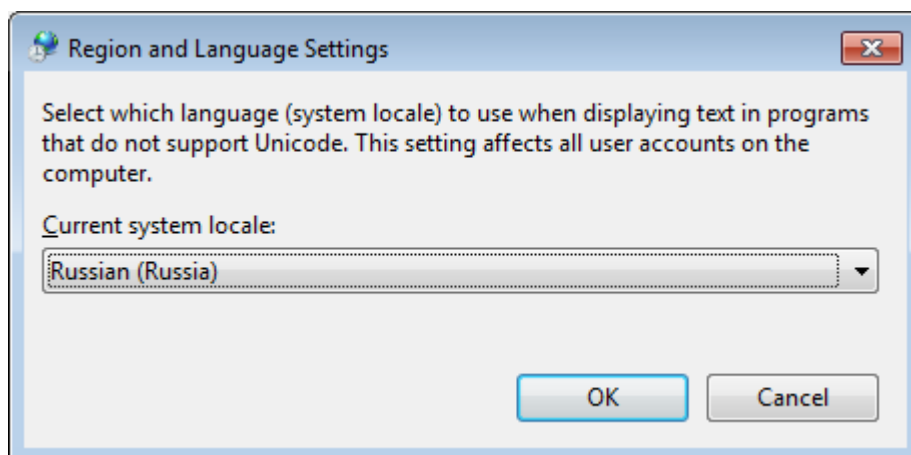 Region and Language Settings
Select which language (system locale) to use when displaying text in programs
that do not support Unicode. This setting affects all user accounts on the
computer.
Current system locale:
Russian (Russia)
OK
Cancel